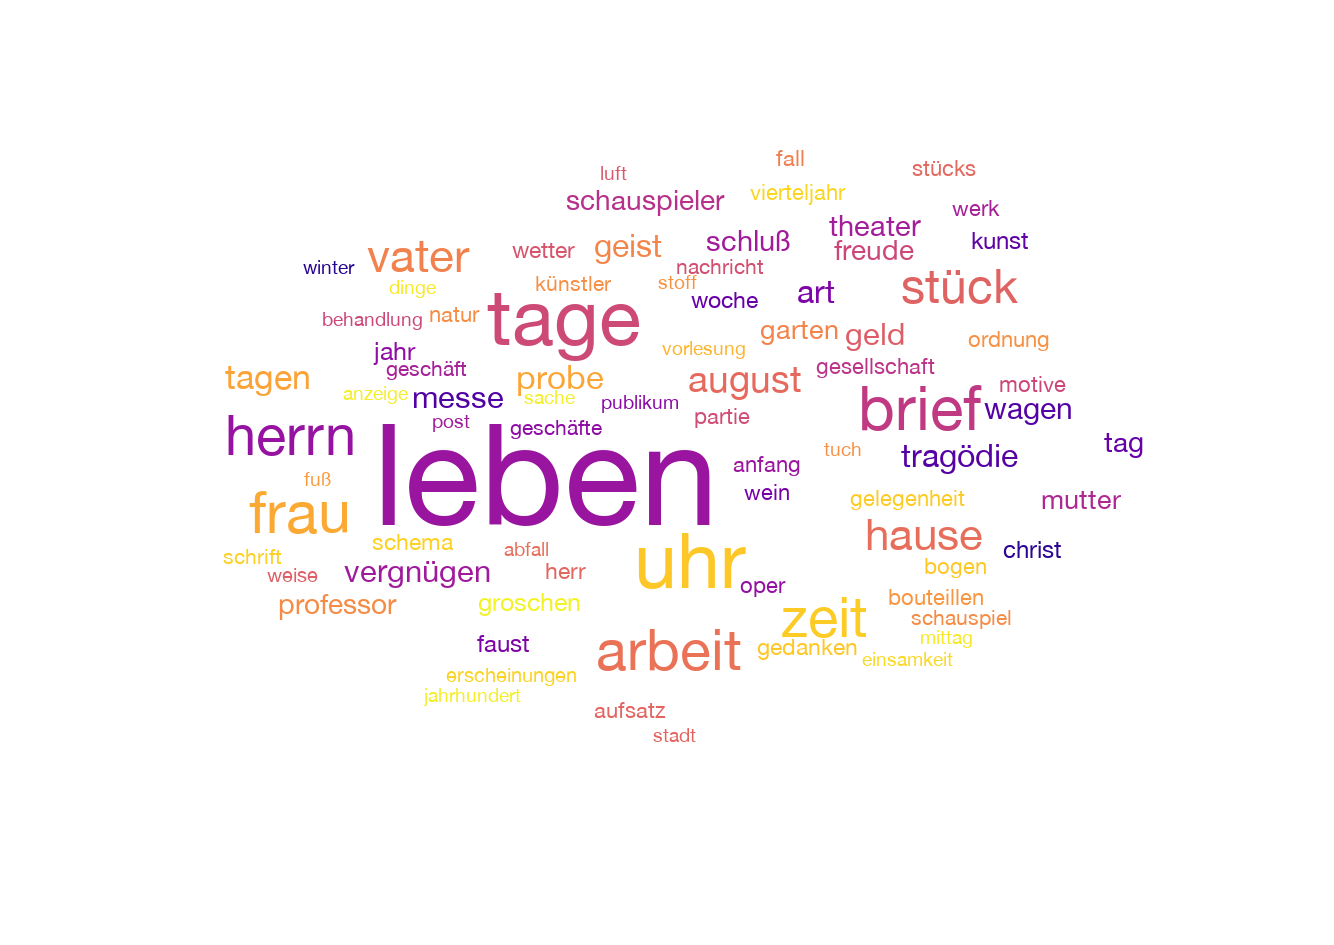 fall
luft
stücks
schauspieler
vierteljahr
werk
theater
schluß
kunst
vater
wetter
geist
freude
winter
nachricht
dinge
künstler
stoff
stück
tage
woche
art
behandlung
natur
garten
geld
ordnung
jahr
vorlesung
geschäft
gesellschaft
tagen
probe
august
motive
anzeige
messe
sache
publikum
brief
wagen
post
geschäfte
partie
herrn
leben
tuch
tragödie
tag
anfang
fuß
wein
frau
gelegenheit
mutter
schema
hause
schrift
abfall
christ
weise
vergnügen
herr
uhr
oper
bogen
professor
groschen
zeit
bouteillen
schauspiel
faust
arbeit
gedanken
mittag
einsamkeit
erscheinungen
jahrhundert
aufsatz
stadt